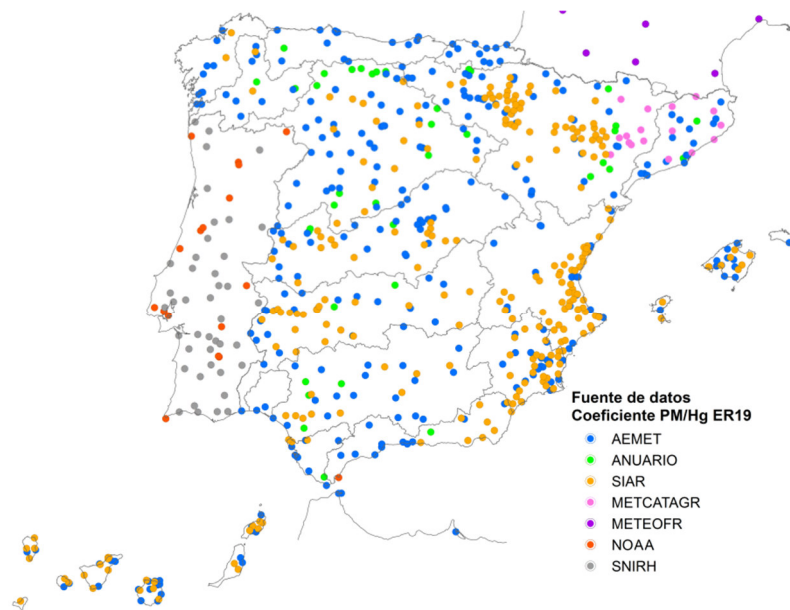 Fuente de datos
Coeficiente PM/Hg ER19
AEMET
ANUARIO
SIAR
METCATAGR
METEOFR
NOAA
SNIRH